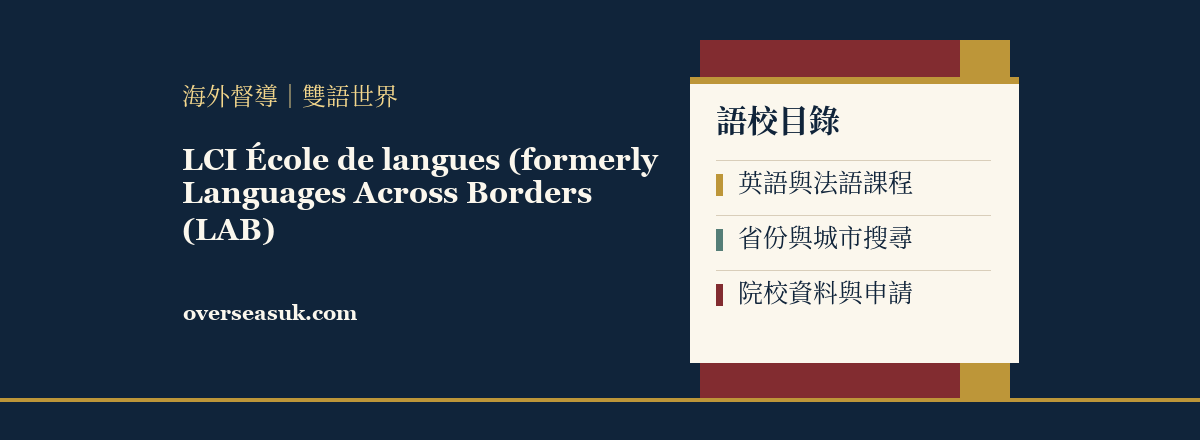 海外督導｜雙語世界
LCI École de langues (formerly
Languages Across Borders
(LAB)
overseasuk.com
語校目錄
英語與法語課程
省份與城市搜尋
院校資料與申請